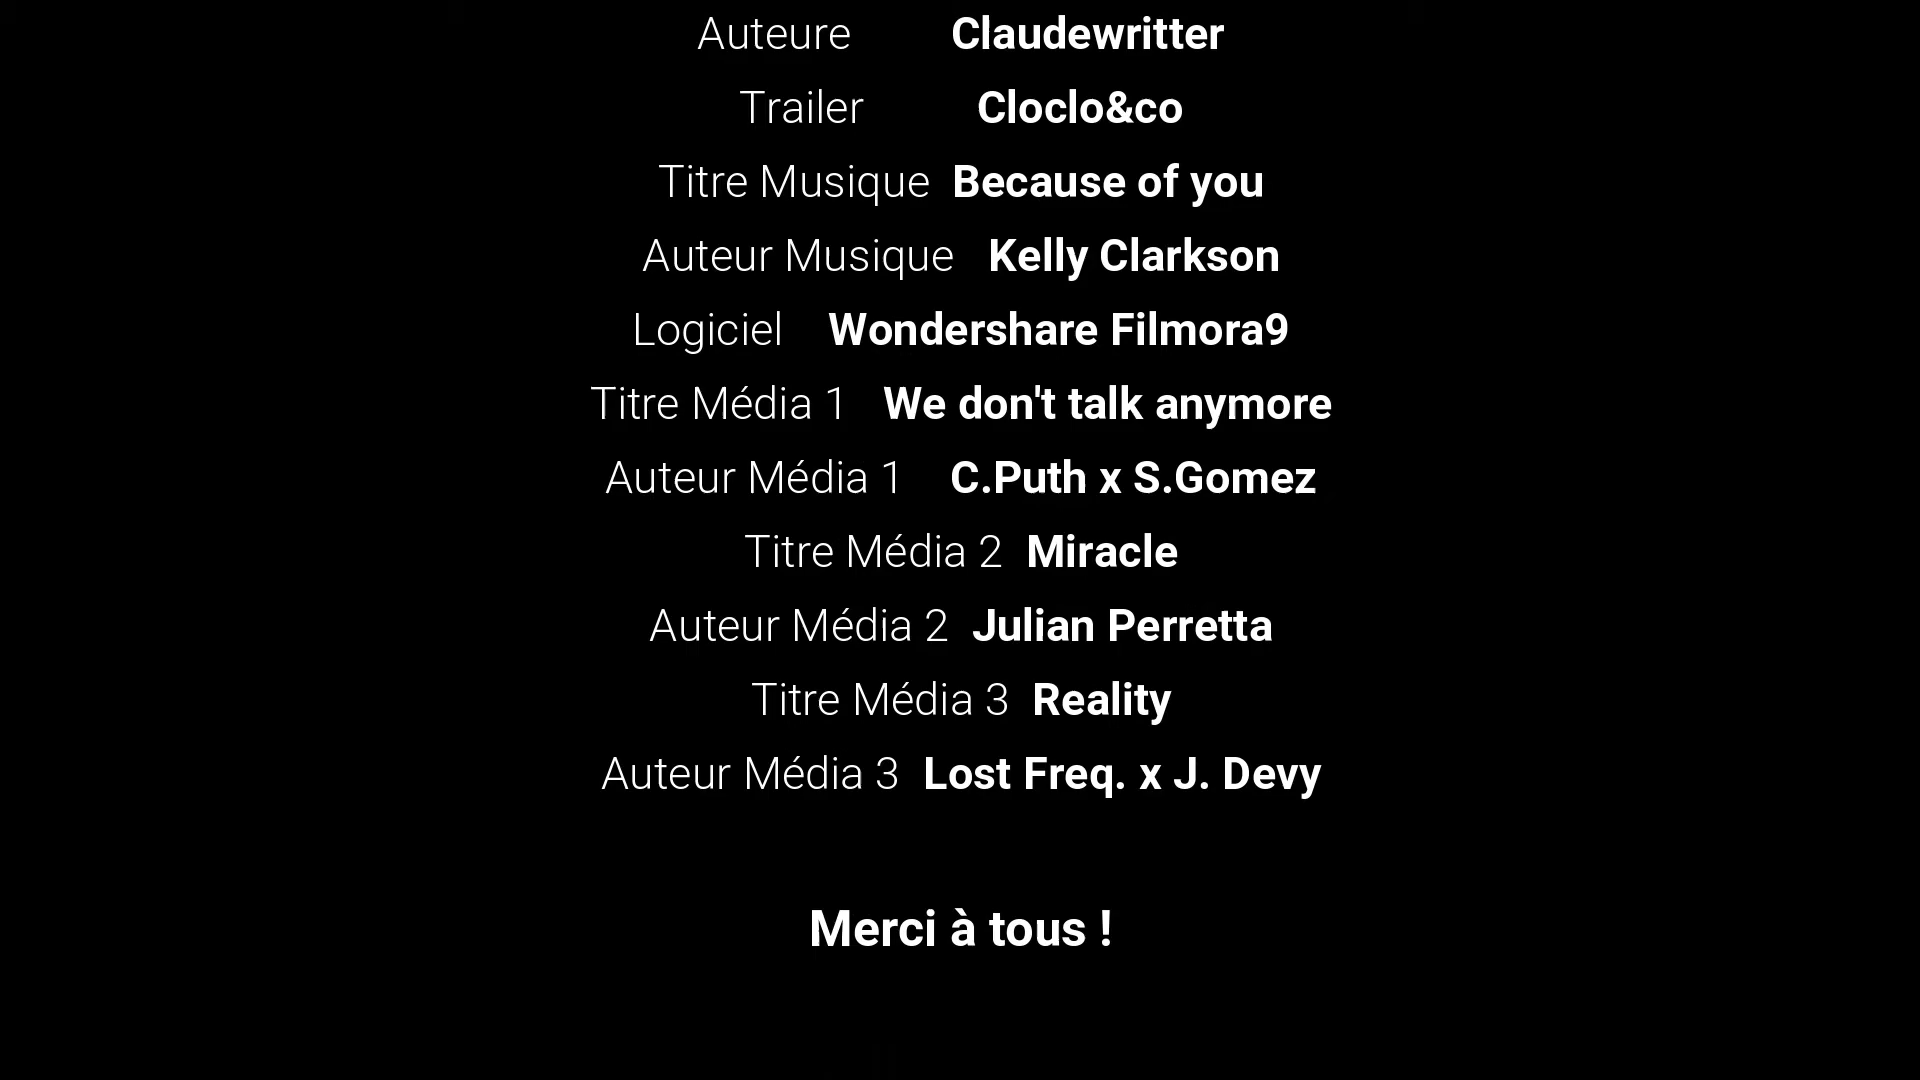 Auteure Claudewritter
Trailer Cloclo&co
Titre Musique Because of you
Auteur Musique Kelly Clarkson
Logiciel Wondershare Filmora9
Titre Média 1 We don't talk anymore
Auteur Média 1 C.Puth x S.Gomez
Titre Média 2 Miracle
Auteur Média 2 Julian Perretta
Titre Média 3 Reality
Auteur Média 3 Lost Freq. x J. Devy
Merci à tous !